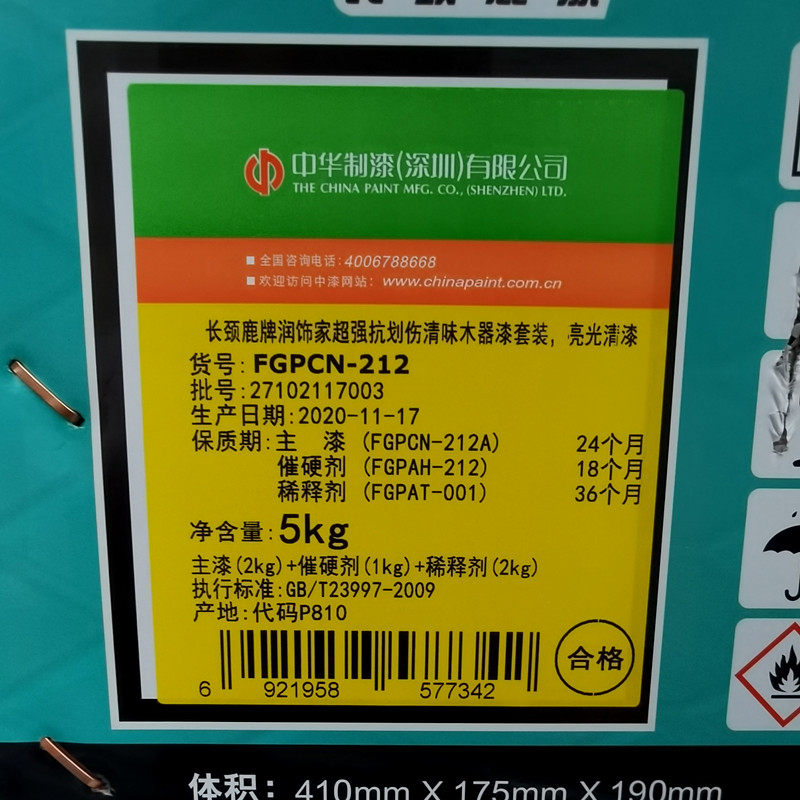 中华制漆(深圳)有限公司
THE CHINA PAINT MFG. CO., (SHENZHEN) LTD.
■ 全国咨询电话: 4006788668
■ 欢迎访问中漆网站: www.chinapaint.com.cn
长颈鹿牌润饰家超强抗划伤清味木器漆套装, 亮光清漆
货号: FGPCN-212
批号: 27102117003
生产日期: 2020-11-17
保质期: 主 漆 (FGPCN-212A) 24个月
催硬剂 (FGPAH-212) 18个月
稀释剂 (FGPAT-001) 36个月
净含量: 5kg
主漆(2kg)+催硬剂(1kg)+稀释剂(2kg)
执行标准: GB/T23997-2009
产地: 代码P810
合格
6 921958 577342
体积: 410mm X 175mm X 190mm